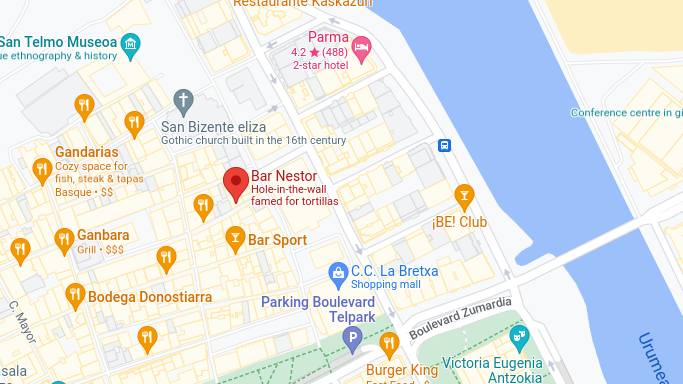 Restaurante Kaskazuri
San Telmo Museoa
ue ethnography & history
Parma
4.2 ★ (488)
2-star hotel
Conference centre in gi
San Bizente eliza
Gothic church built in the 16th century
Gandarias
Cozy space for
fish, steak & tapas
Basque • $$
Bar Nestor
Hole-in-the-wall
famed for tortillas
¡BE! Club
Ganbara
Grill • $$$
Bar Sport
C.C. La Bretxa
Shopping mall
Bodega Donostiarra
Parking Boulevard
Telpark
P
Boulevard Zumardia
C. Mayor
Urumea
Victoria Eugenia
Antzokia
Burger King
Fast Food • $
sala